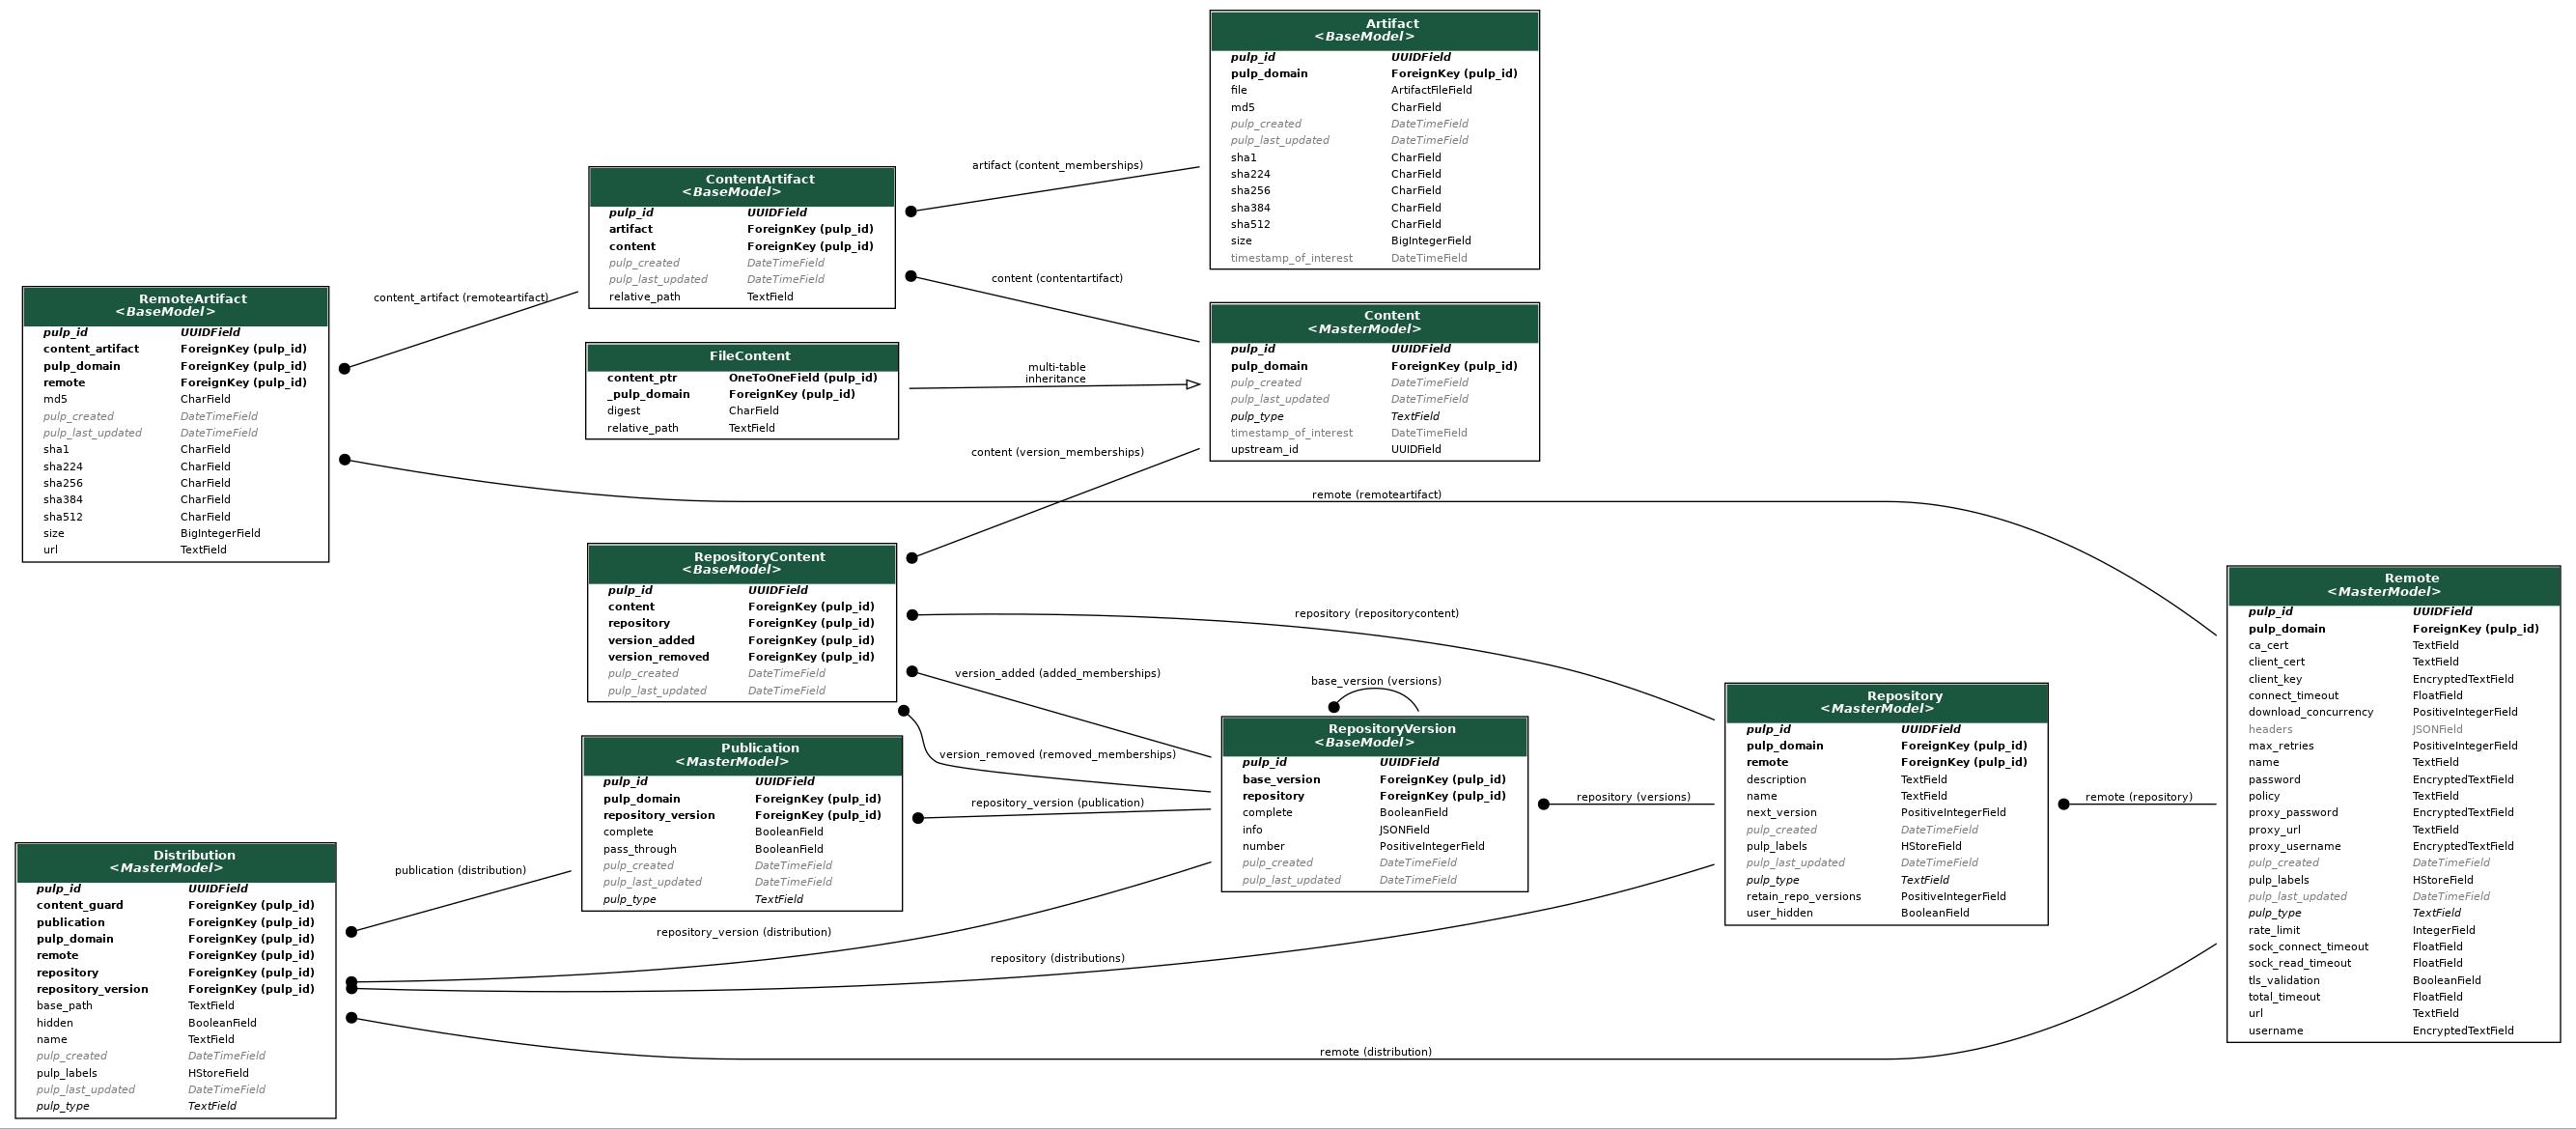 Artifact
<BaseModel>
pulp_id UUIDField
pulp_domain ForeignKey (pulp_id)
file ArtifactFileField
md5 CharField
pulp_created DateTimeField
pulp_last_updated DateTimeField
sha1 CharField
sha224 CharField
sha256 CharField
sha384 CharField
sha512 CharField
size BigIntegerField
timestamp_of_interest DateTimeField
artifact (content_memberships)
ContentArtifact
<BaseModel>
pulp_id UUIDField
artifact ForeignKey (pulp_id)
content ForeignKey (pulp_id)
pulp_created DateTimeField
pulp_last_updated DateTimeField
relative_path TextField
content (contentartifact)
content_artifact (remoteartifact)
RemoteArtifact
<BaseModel>
pulp_id UUIDField
content_artifact ForeignKey (pulp_id)
pulp_domain ForeignKey (pulp_id)
remote ForeignKey (pulp_id)
md5 CharField
pulp_created DateTimeField
pulp_last_updated DateTimeField
sha1 CharField
sha224 CharField
sha256 CharField
sha384 CharField
sha512 CharField
size BigIntegerField
url TextField
Content
<MasterModel>
pulp_id UUIDField
pulp_domain ForeignKey (pulp_id)
pulp_created DateTimeField
pulp_last_updated DateTimeField
pulp_type TextField
timestamp_of_interest DateTimeField
upstream_id UUIDField
FileContent
content_ptr OneToOneField (pulp_id)
_pulp_domain ForeignKey (pulp_id)
digest CharField
relative_path TextField
multi-table
inheritance
content (version_memberships)
remote (remoteartifact)
RepositoryContent
<BaseModel>
pulp_id UUIDField
content ForeignKey (pulp_id)
repository ForeignKey (pulp_id)
version_added ForeignKey (pulp_id)
version_removed ForeignKey (pulp_id)
pulp_created DateTimeField
pulp_last_updated DateTimeField
repository (repositorycontent)
version_added (added_memberships)
base_version (versions)
version_removed (removed_memberships)
repository_version (publication)
Publication
<MasterModel>
pulp_id UUIDField
pulp_domain ForeignKey (pulp_id)
repository_version ForeignKey (pulp_id)
complete BooleanField
pass_through BooleanField
pulp_created DateTimeField
pulp_last_updated DateTimeField
pulp_type TextField
RepositoryVersion
<BaseModel>
pulp_id UUIDField
base_version ForeignKey (pulp_id)
repository ForeignKey (pulp_id)
complete BooleanField
info JSONField
number PositiveIntegerField
pulp_created DateTimeField
pulp_last_updated DateTimeField
repository (versions)
Repository
<MasterModel>
pulp_id UUIDField
pulp_domain ForeignKey (pulp_id)
remote ForeignKey (pulp_id)
description TextField
name TextField
next_version PositiveIntegerField
pulp_created DateTimeField
pulp_labels HStoreField
pulp_last_updated DateTimeField
pulp_type TextField
retain_repo_versions PositiveIntegerField
user_hidden BooleanField
remote (repository)
Remote
<MasterModel>
pulp_id UUIDField
pulp_domain ForeignKey (pulp_id)
ca_cert TextField
client_cert TextField
client_key EncryptedTextField
connect_timeout FloatField
download_concurrency PositiveIntegerField
headers JSONField
max_retries PositiveIntegerField
name TextField
password EncryptedTextField
policy TextField
proxy_password EncryptedTextField
proxy_url TextField
proxy_username EncryptedTextField
pulp_created DateTimeField
pulp_labels HStoreField
pulp_last_updated DateTimeField
pulp_type TextField
rate_limit IntegerField
sock_connect_timeout FloatField
sock_read_timeout FloatField
tls_validation BooleanField
total_timeout FloatField
url TextField
username EncryptedTextField
Distribution
<MasterModel>
pulp_id UUIDField
content_guard ForeignKey (pulp_id)
publication ForeignKey (pulp_id)
pulp_domain ForeignKey (pulp_id)
remote ForeignKey (pulp_id)
repository ForeignKey (pulp_id)
repository_version ForeignKey (pulp_id)
base_path TextField
hidden BooleanField
name TextField
pulp_created DateTimeField
pulp_labels HStoreField
pulp_last_updated DateTimeField
pulp_type TextField
publication (distribution)
repository_version (distribution)
repository (distributions)
remote (distribution)